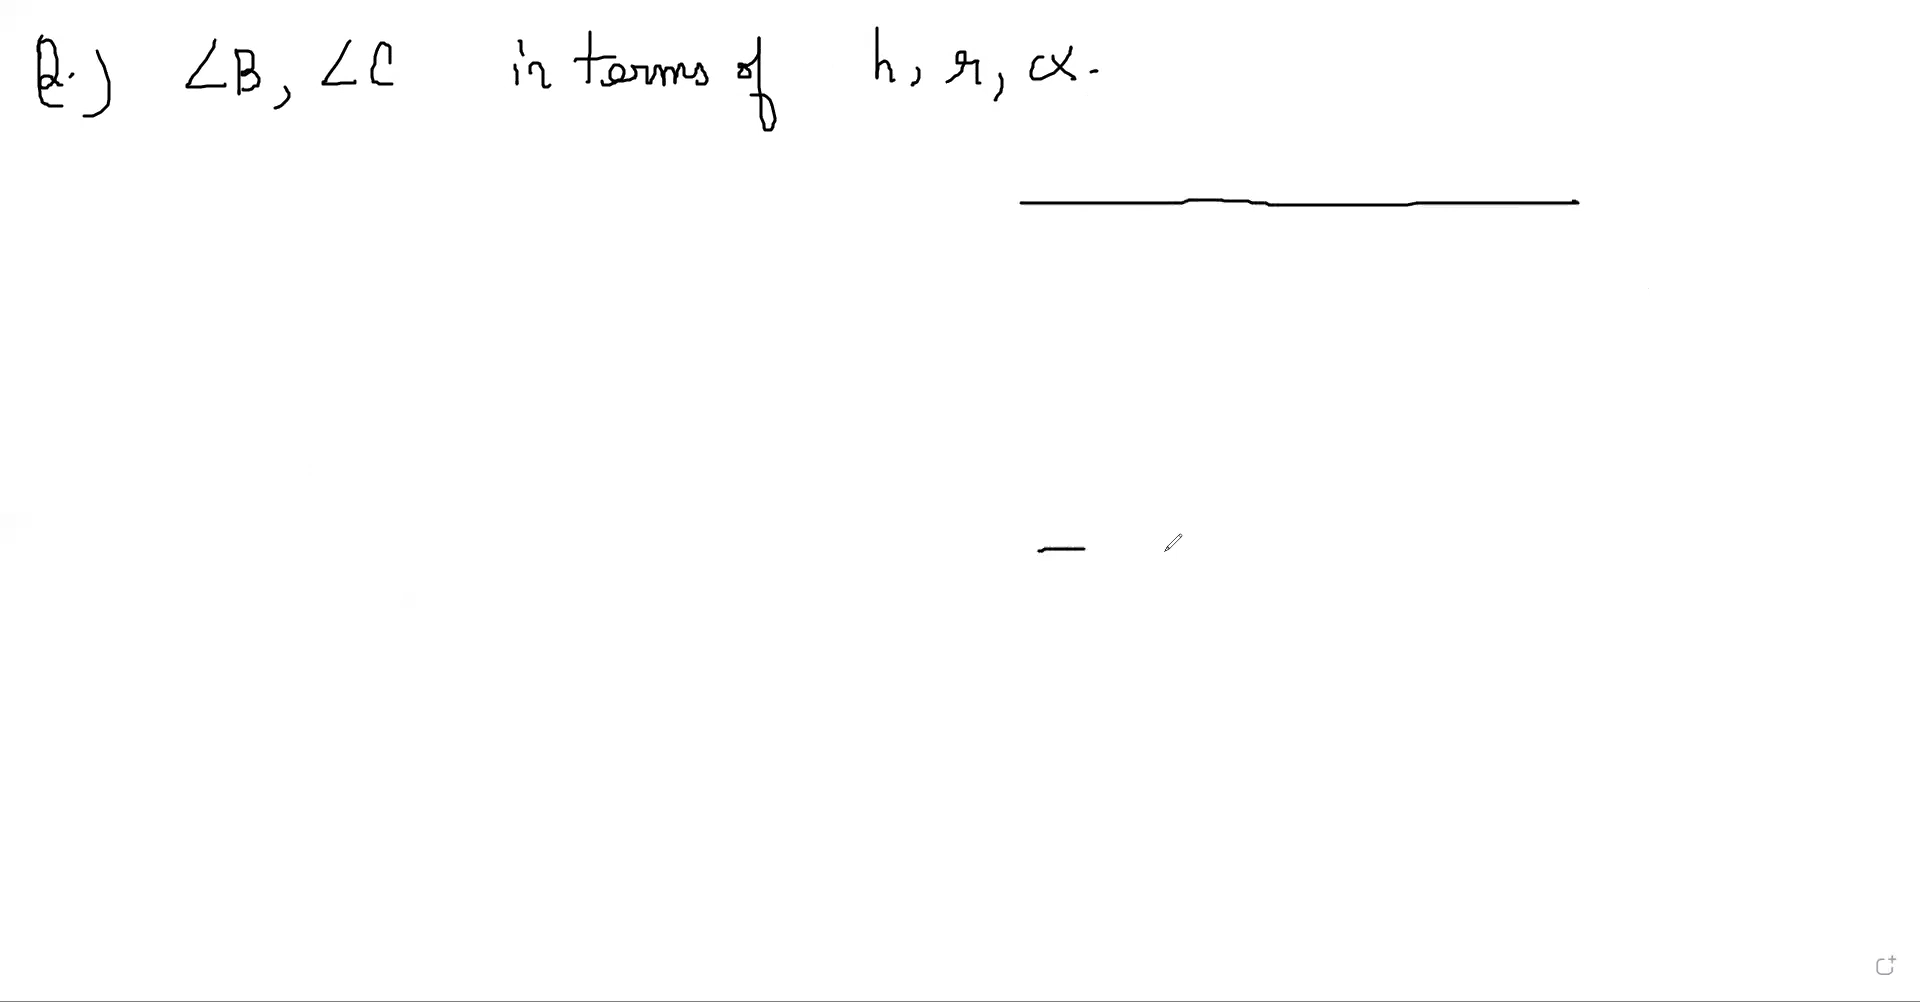 Q.) ∠B, ∠C in terms of h, r, α.